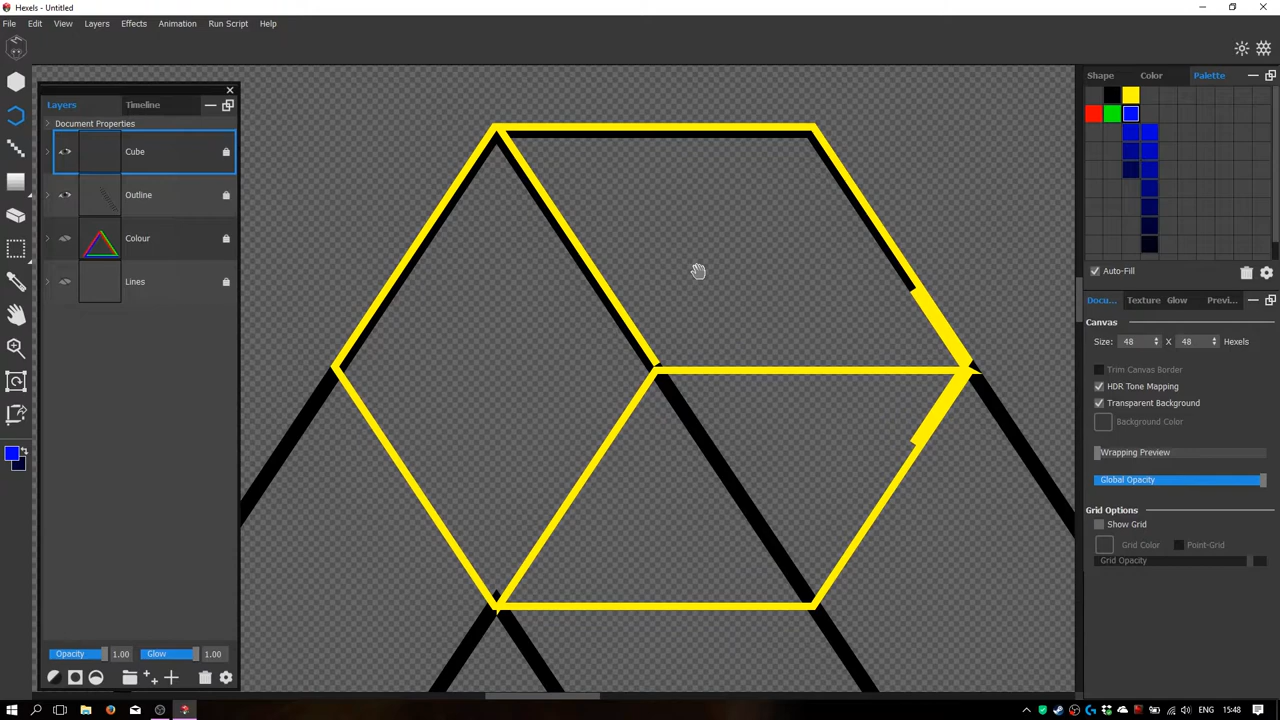 Hexels - Untitled
File Edit View Layers Effects Animation Run Script Help
Layers Timeline
Document Properties
Cube
Outline
Colour
Lines
Opacity 1.00 Glow 1.00
Shape Color Palette
Auto-Fill
Docu... Texture Glow Previ...
Canvas
Size: 48 X 48 Hexels
Trim Canvas Border
HDR Tone Mapping
Transparent Background
Background Color
Wrapping Preview
Global Opacity
Grid Options
Show Grid
Grid Color Point-Grid
Grid Opacity
ENG 15:48